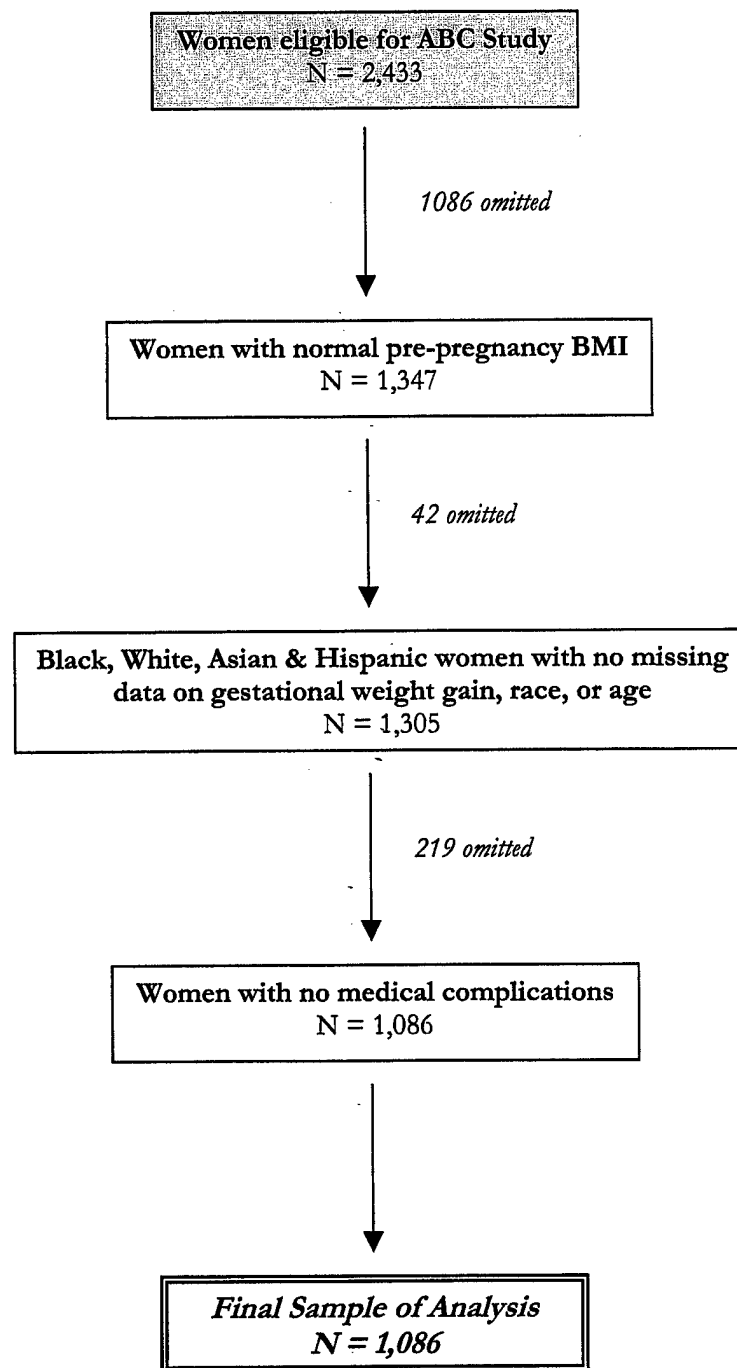 Women eligible for ABC Study
N = 2,433
1086 omitted
Women with normal pre-pregnancy BMI
N = 1,347
42 omitted
Black, White, Asian & Hispanic women with no missing
data on gestational weight gain, race, or age
N = 1,305
219 omitted
Women with no medical complications
N = 1,086
Final Sample of Analysis
N = 1,086